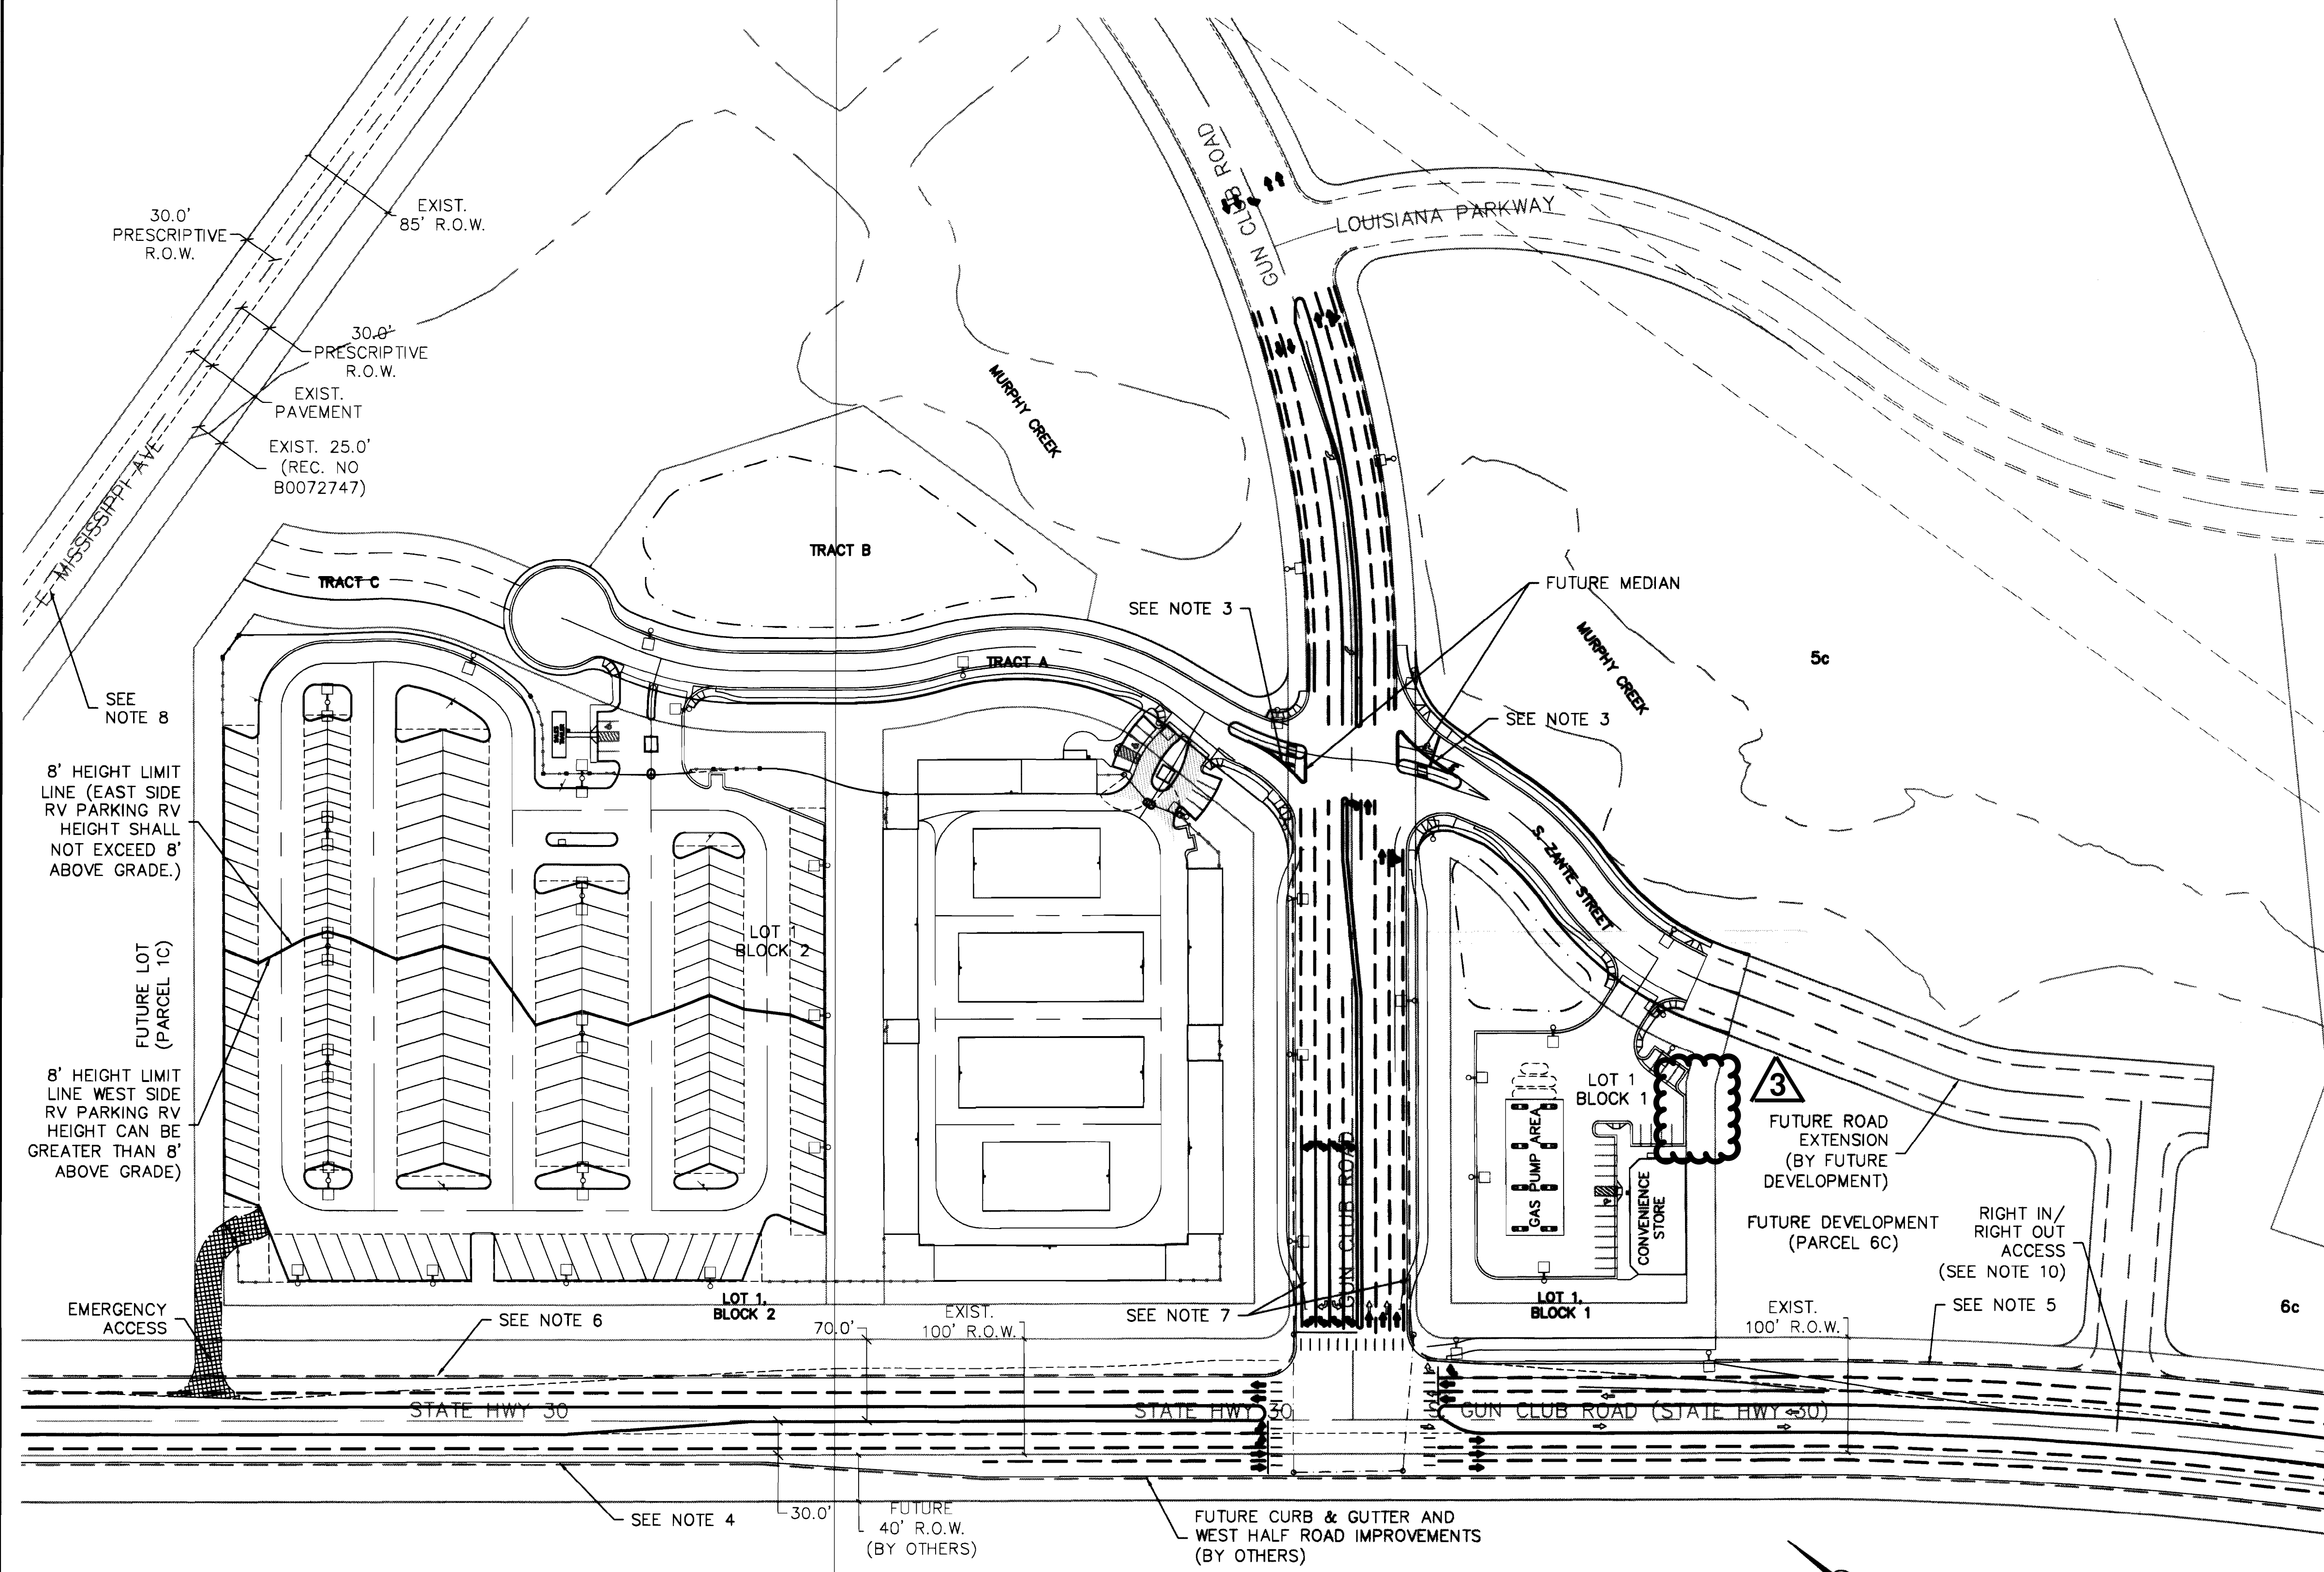 30.0'
PRESCRIPTIVE
R.O.W.
EXIST.
85' R.O.W.
30.0'
PRESCRIPTIVE
R.O.W.
EXIST.
PAVEMENT
EXIST. 25.0'
(REC. NO
B0072747)
E. MISSISSIPPI AVE
SEE
NOTE 8
GUN CLUB ROAD
LOUISIANA PARKWAY
MURPHY CREEK
TRACT B
TRACT C
TRACT A
SEE NOTE 3
FUTURE MEDIAN
MURPHY CREEK
5c
SEE NOTE 3
8' HEIGHT LIMIT
LINE (EAST SIDE
RV PARKING RV
HEIGHT SHALL
NOT EXCEED 8'
ABOVE GRADE.)
S. ZANTE STREET
LOT 1
BLOCK 2
FUTURE LOT
(PARCEL 1C)
8' HEIGHT LIMIT
LINE WEST SIDE
RV PARKING RV
HEIGHT CAN BE
GREATER THAN 8'
ABOVE GRADE)
LOT 1
BLOCK 1
3
FUTURE ROAD
EXTENSION
(BY FUTURE
DEVELOPMENT)
GAS PUMP AREA
CONVENIENCE
STORE
GUN CLUB ROAD
FUTURE DEVELOPMENT
(PARCEL 6C)
RIGHT IN/
RIGHT OUT
ACCESS
(SEE NOTE 10)
EMERGENCY
ACCESS
SEE NOTE 6
LOT 1,
BLOCK 2
70.0'
EXIST.
100' R.O.W.
SEE NOTE 7
LOT 1,
BLOCK 1
EXIST.
100' R.O.W.
SEE NOTE 5
6c
STATE HWY 30
STATE HWY 30
GUN CLUB ROAD (STATE HWY 30)
SEE NOTE 4
30.0'
FUTURE
40' R.O.W.
(BY OTHERS)
FUTURE CURB & GUTTER AND
WEST HALF ROAD IMPROVEMENTS
(BY OTHERS)